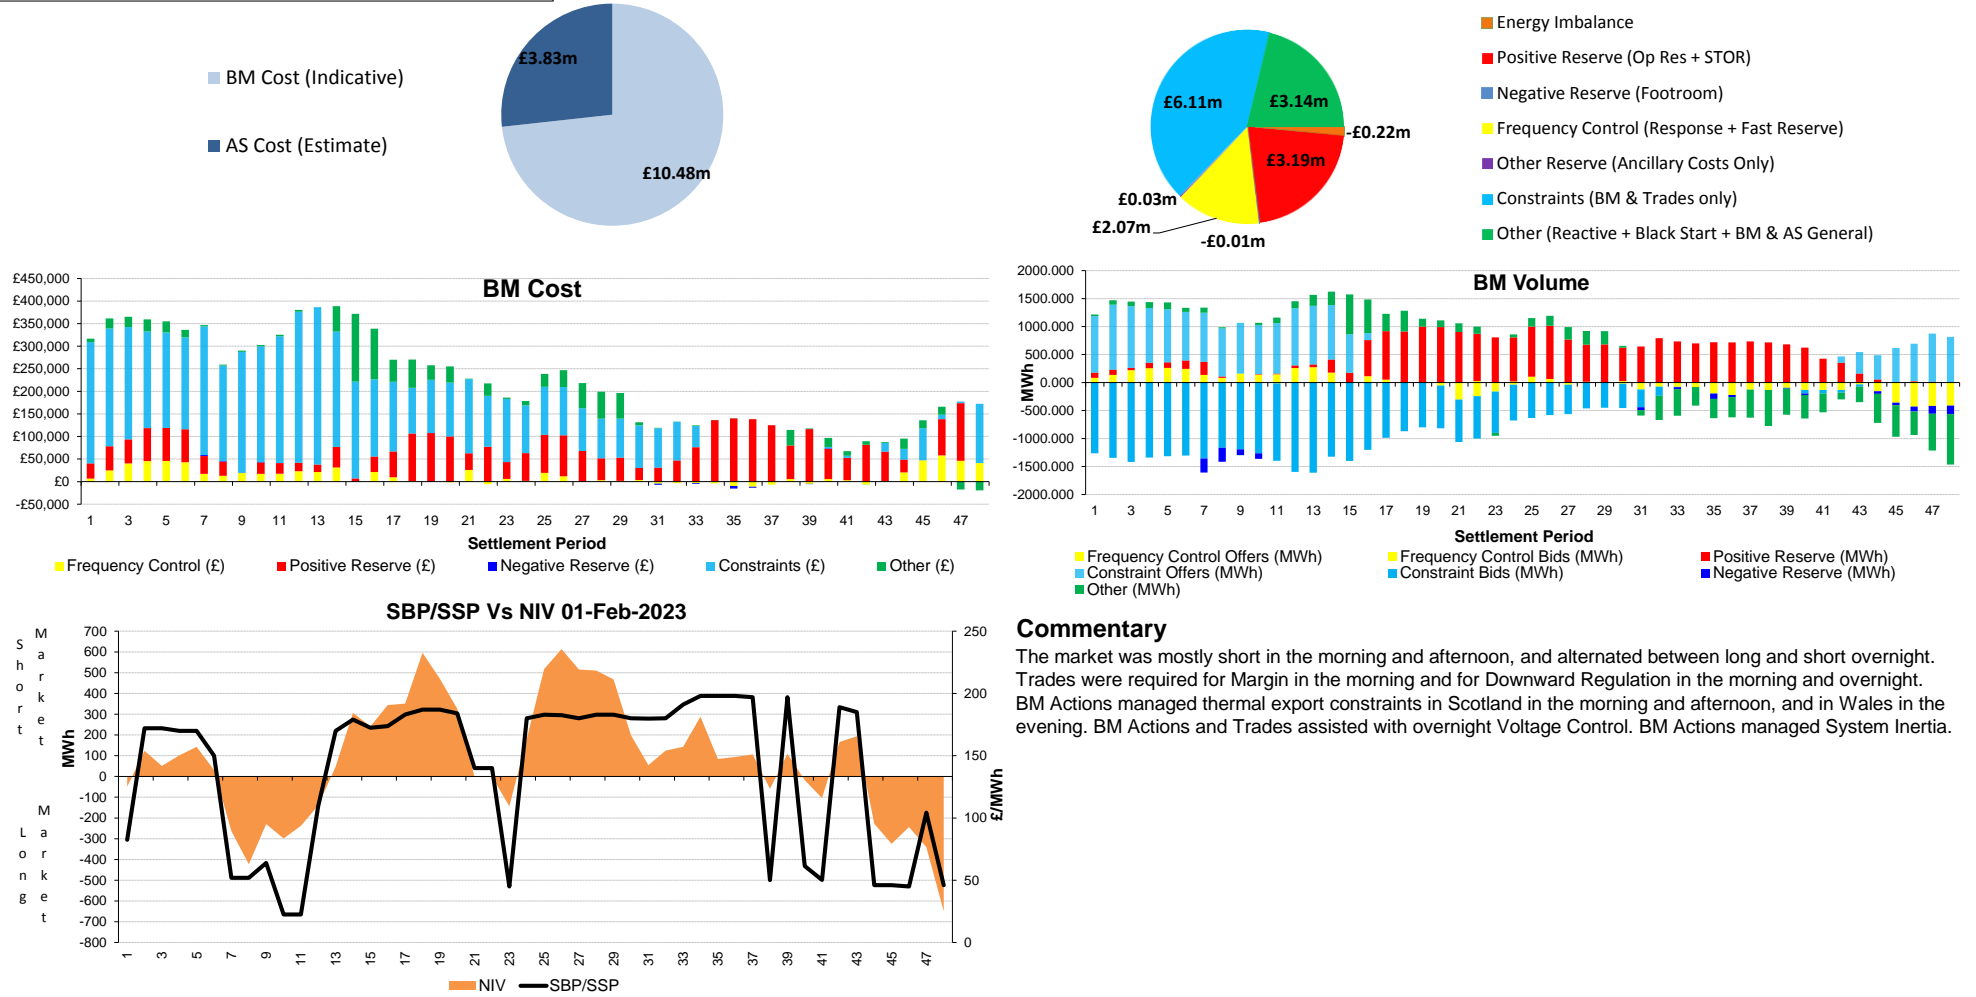 BM Cost (Indicative)
AS Cost (Estimate)
£3.83m
£10.48m
£6.11m
£3.14m
-£0.22m
£3.19m
£0.03m
£2.07m
-£0.01m
Energy Imbalance
Positive Reserve (Op Res + STOR)
Negative Reserve (Footroom)
Frequency Control (Response + Fast Reserve)
Other Reserve (Ancillary Costs Only)
Constraints (BM & Trades only)
Other (Reactive + Black Start + BM & AS General)
BM Cost
£450,000
£400,000
£350,000
£300,000
£250,000
£200,000
£150,000
£100,000
£50,000
£0
-£50,000
1 3 5 7 9 11 13 15 17 19 21 23 25 27 29 31 33 35 37 39 41 43 45 47
Settlement Period
Frequency Control (£) Positive Reserve (£) Negative Reserve (£) Constraints (£) Other (£)
BM Volume
2000.000
1500.000
1000.000
500.000
0.000
-500.000
-1000.000
-1500.000
-2000.000
MWh
1 3 5 7 9 11 13 15 17 19 21 23 25 27 29 31 33 35 37 39 41 43 45 47
Settlement Period
Frequency Control Offers (MWh) Frequency Control Bids (MWh) Positive Reserve (MWh)
Constraint Offers (MWh) Constraint Bids (MWh) Negative Reserve (MWh)
Other (MWh)
SBP/SSP Vs NIV 01-Feb-2023
Short
Market
Long
Market
MWh
700
600
500
400
300
200
100
0
-100
-200
-300
-400
-500
-600
-700
-800
250
200
150
100
50
0
£/MWh
1 3 5 7 9 11 13 15 17 19 21 23 25 27 29 31 33 35 37 39 41 43 45 47
NIV SBP/SSP
Commentary
The market was mostly short in the morning and afternoon, and alternated between long and short overnight.
Trades were required for Margin in the morning and for Downward Regulation in the morning and overnight.
BM Actions managed thermal export constraints in Scotland in the morning and afternoon, and in Wales in the
evening. BM Actions and Trades assisted with overnight Voltage Control. BM Actions managed System Inertia.